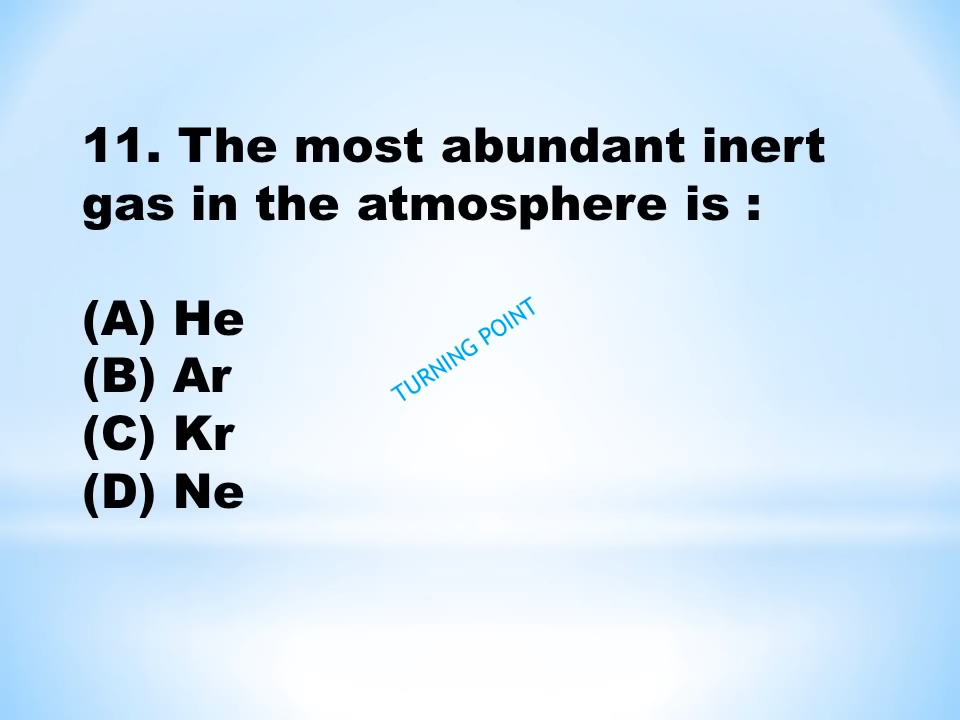 11. The most abundant inert
gas in the atmosphere is :
(A) He
(B) Ar
(C) Kr
(D) Ne
TURNING POINT